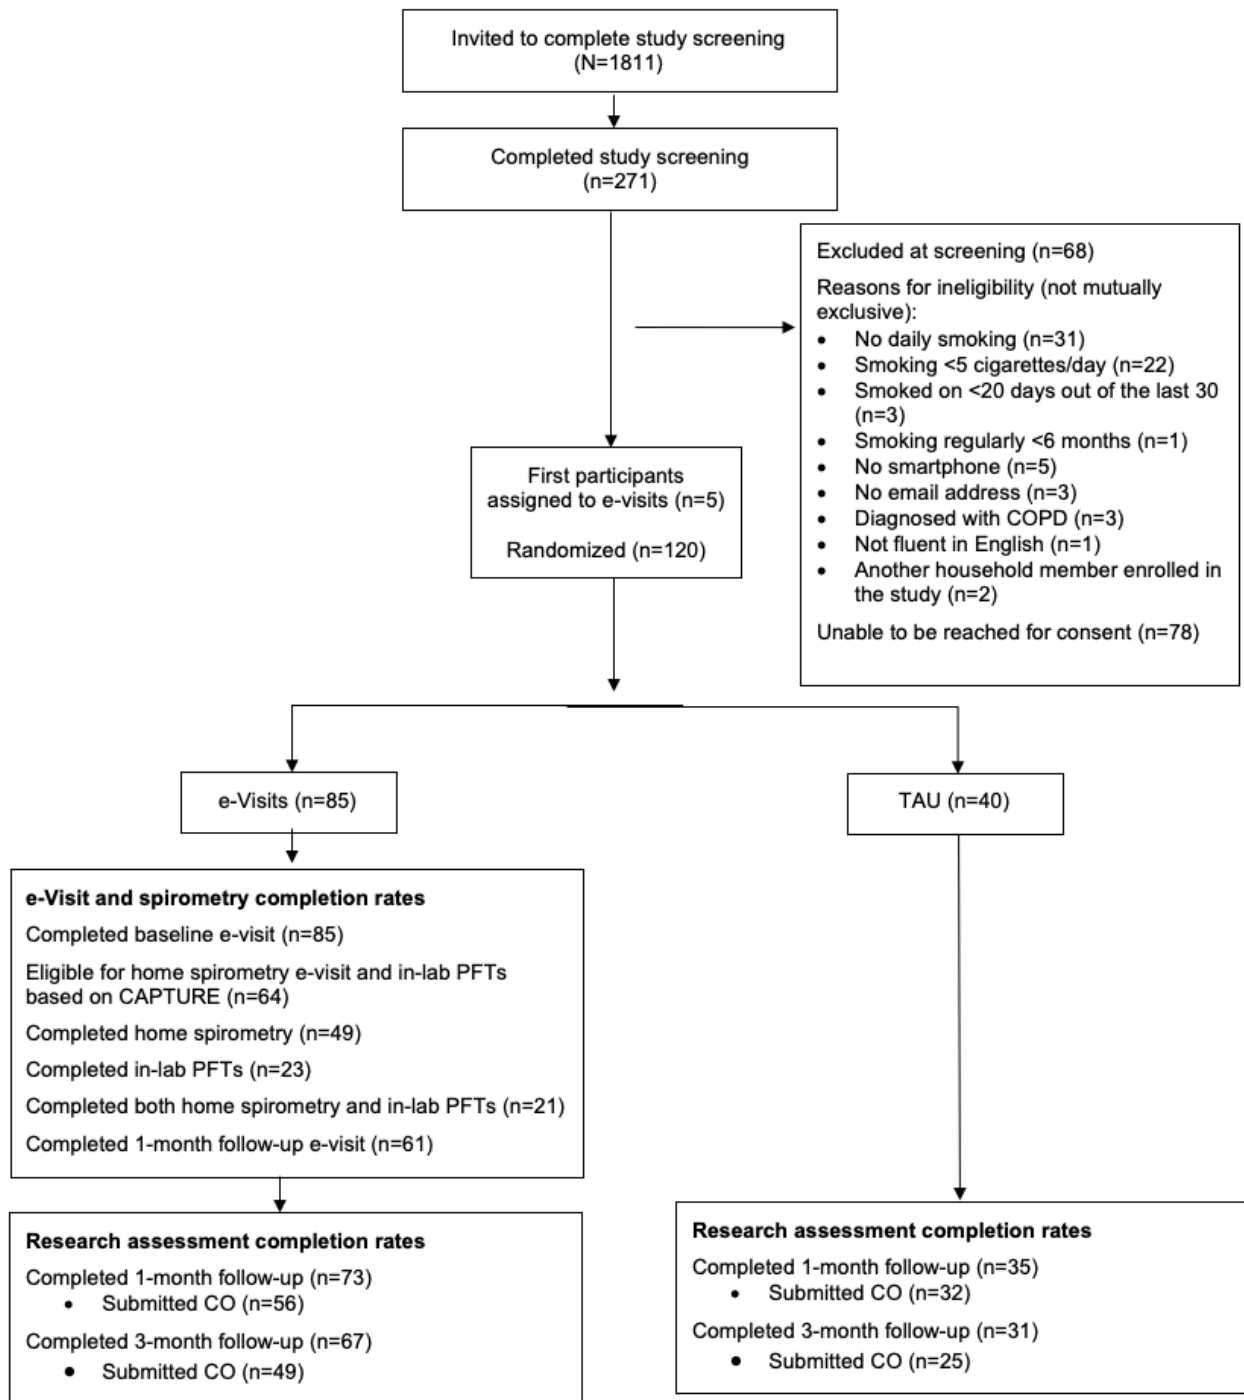 Invited to complete study screening
(N=1811)
Completed study screening
(n=271)
Excluded at screening (n=68)
Reasons for ineligibility (not mutually
exclusive):
• No daily smoking (n=31)
• Smoking <5 cigarettes/day (n=22)
• Smoked on <20 days out of the last 30
(n=3)
• Smoking regularly <6 months (n=1)
• No smartphone (n=5)
• No email address (n=3)
• Diagnosed with COPD (n=3)
• Not fluent in English (n=1)
• Another household member enrolled in
the study (n=2)
Unable to be reached for consent (n=78)
First participants
assigned to e-visits (n=5)
Randomized (n=120)
e-Visits (n=85)
TAU (n=40)
e-Visit and spirometry completion rates
Completed baseline e-visit (n=85)
Eligible for home spirometry e-visit and in-lab PFTs
based on CAPTURE (n=64)
Completed home spirometry (n=49)
Completed in-lab PFTs (n=23)
Completed both home spirometry and in-lab PFTs (n=21)
Completed 1-month follow-up e-visit (n=61)
Research assessment completion rates
Completed 1-month follow-up (n=73)
• Submitted CO (n=56)
Completed 3-month follow-up (n=67)
• Submitted CO (n=49)
Research assessment completion rates
Completed 1-month follow-up (n=35)
• Submitted CO (n=32)
Completed 3-month follow-up (n=31)
• Submitted CO (n=25)